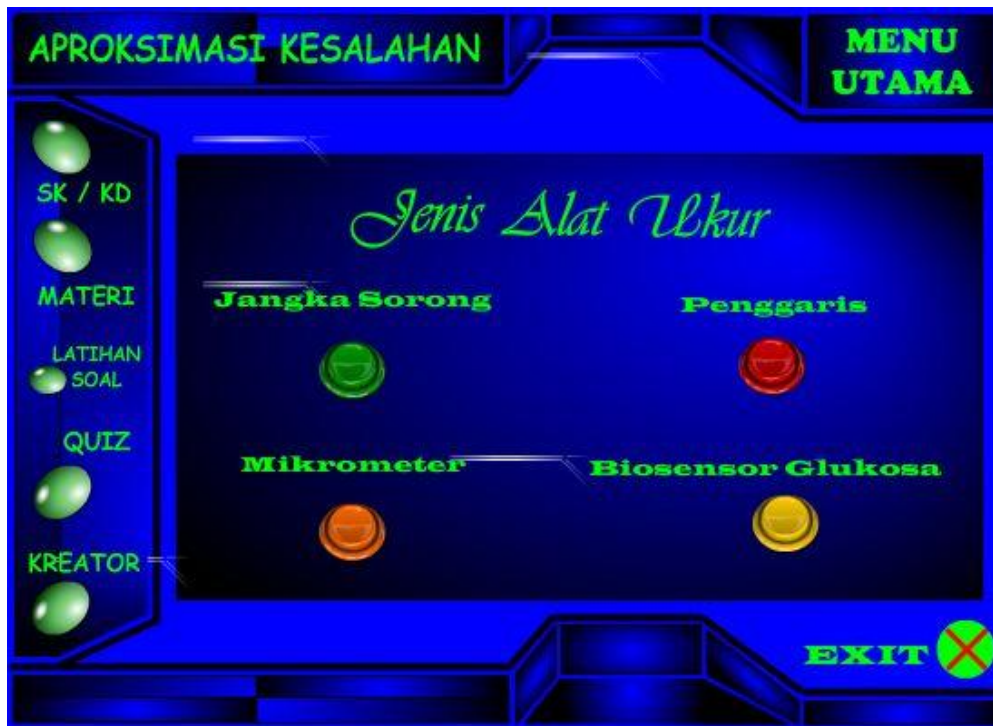 APROKSIMASI KESALAHAN
MENU
UTAMA
SK / KD
MATERI
LATIHAN
SOAL
QUIZ
KREATOR
Jenis Alat Ukur
Jangka Sorong
Penggaris
Mikrometer
Biosensor Glukosa
EXIT